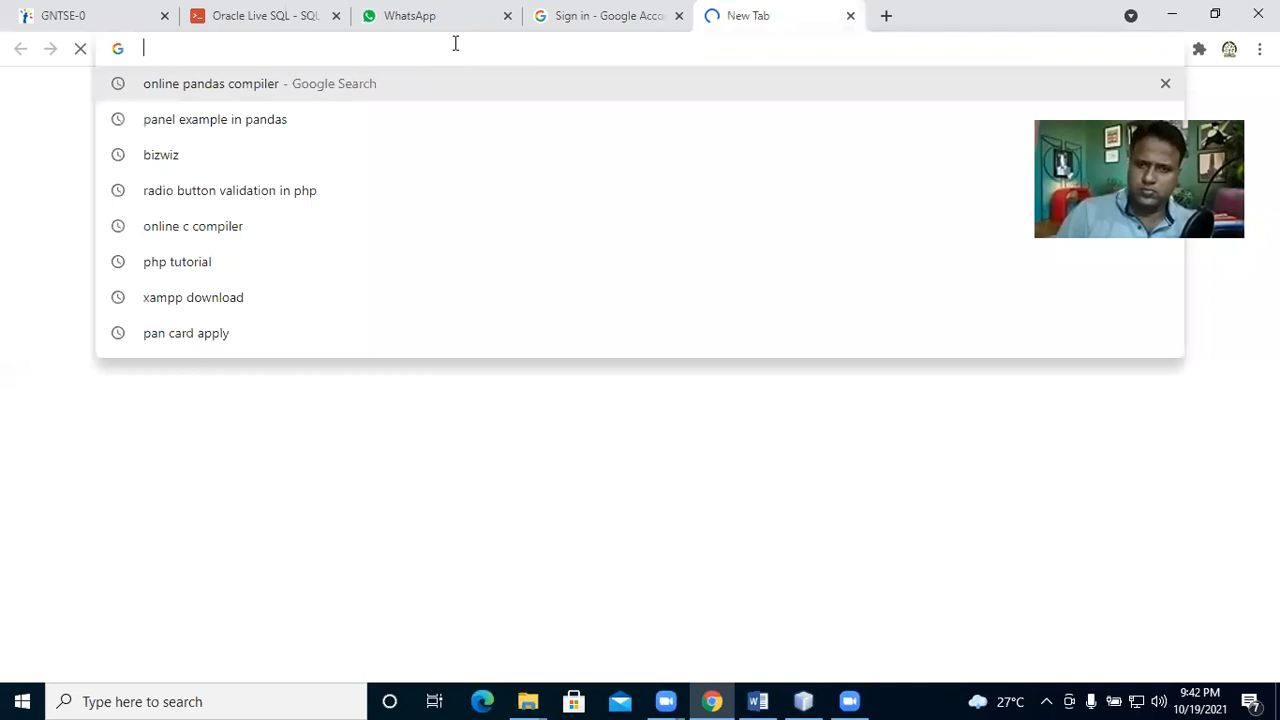 GNTSE-0
Oracle Live SQL - SQL
WhatsApp
Sign in - Google Acco
New Tab
online pandas compiler - Google Search
panel example in pandas
bizwiz
radio button validation in php
online c compiler
php tutorial
xampp download
pan card apply
Type here to search
27°C
9:42 PM
10/19/2021
7